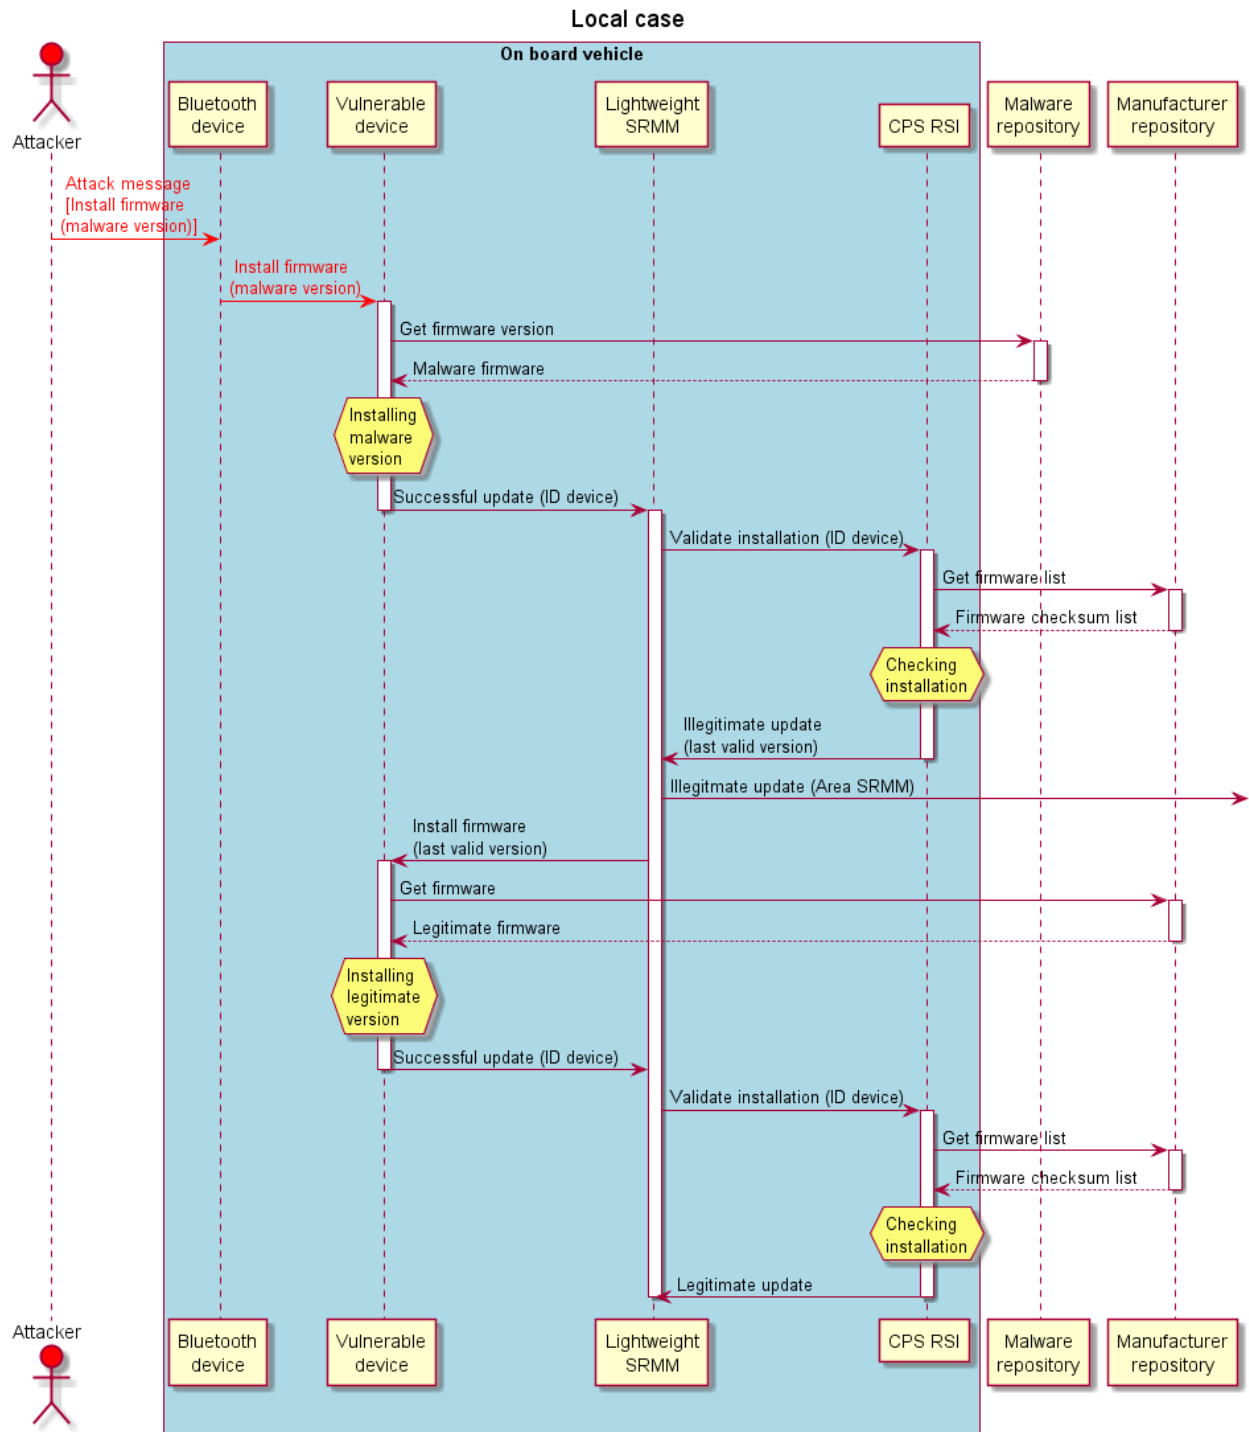 Local case
On board vehicle
Attacker
Bluetooth
device
Vulnerable
device
Lightweight
SRMM
CPS RSI
Malware
repository
Manufacturer
repository
Attack message
[Install firmware
(malware version)]
Install firmware
(malware version)
Get firmware version
Malware firmware
Installing
malware
version
Successful update (ID device)
Validate installation (ID device)
Get firmware list
Firmware checksum list
Checking
installation
Illegitimate update
(last valid version)
Illegitmate update (Area SRMM)
Install firmware
(last valid version)
Get firmware
Legitimate firmware
Installing
legitimate
version
Successful update (ID device)
Validate installation (ID device)
Get firmware list
Firmware checksum list
Checking
installation
Legitimate update
Attacker
Bluetooth
device
Vulnerable
device
Lightweight
SRMM
CPS RSI
Malware
repository
Manufacturer
repository